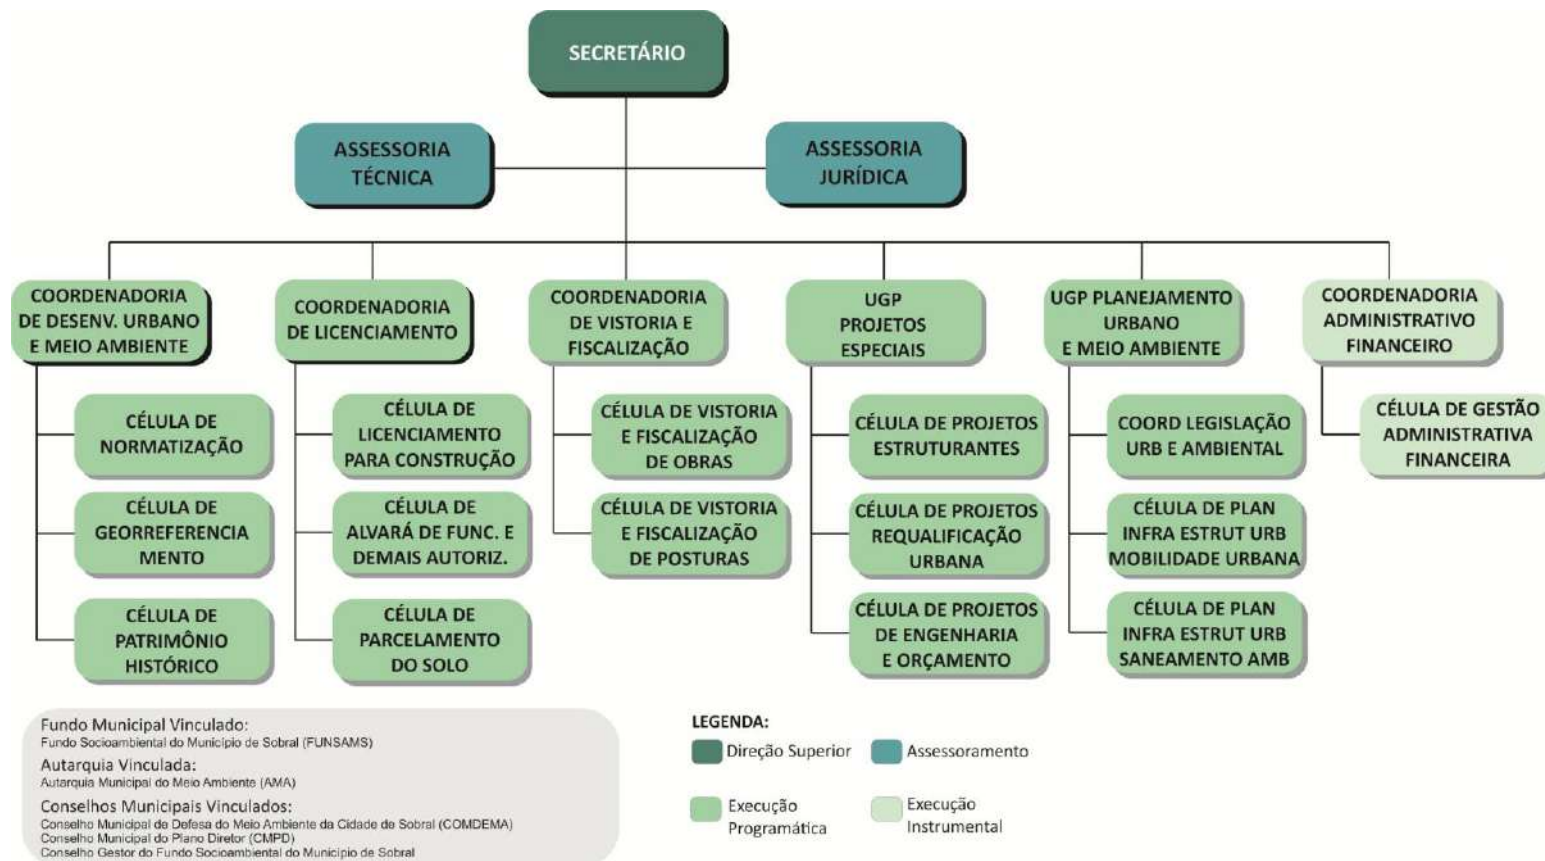 SECRETÁRIO
ASSESSORIA
TÉCNICA
ASSESSORIA
JURÍDICA
COORDENADORIA
DE DESENV. URBANO
E MEIO AMBIENTE
COORDENADORIA
DE LICENCIAMENTO
COORDENADORIA
DE VISTORIA E
FISCALIZAÇÃO
UGP
PROJETOS
ESPECIAIS
UGP PLANEJAMENTO
URBANO
E MEIO AMBIENTE
COORDENADORIA
ADMINISTRATIVO
FINANCEIRO
CÉLULA DE
NORMATIZAÇÃO
CÉLULA DE
LICENCIAMENTO
PARA CONSTRUÇÃO
CÉLULA DE VISTORIA
E FISCALIZAÇÃO
DE OBRAS
CÉLULA DE PROJETOS
ESTRUTURANTES
COORD LEGISLAÇÃO
URB E AMBIENTAL
CÉLULA DE GESTÃO
ADMINISTRATIVA
FINANCEIRA
CÉLULA DE
GEORREFERENCIA
MENTO
CÉLULA DE
ALVARÁ DE FUNC. E
DEMAIS AUTORIZ.
CÉLULA DE VISTORIA
E FISCALIZAÇÃO
DE POSTURAS
CÉLULA DE PROJETOS
REQUALIFICAÇÃO
URBANA
CÉLULA DE PLAN
INFRA ESTRUT URB
MOBILIDADE URBANA
CÉLULA DE
PATRIMÔNIO
HISTÓRICO
CÉLULA DE
PARCELAMENTO
DO SOLO
CÉLULA DE PROJETOS
DE ENGENHARIA
E ORÇAMENTO
CÉLULA DE PLAN
INFRA ESTRUT URB
SANEAMENTO AMB
Fundo Municipal Vinculado:
Fundo Socioambiental do Município de Sobral (FUNSAMS)
Autarquia Vinculada:
Autarquia Municipal do Meio Ambiente (AMA)
Conselhos Municipais Vinculados:
Conselho Municipal de Defesa do Meio Ambiente da Cidade de Sobral (COMDEMA)
Conselho Municipal do Plano Diretor (CMPD)
Conselho Gestor do Fundo Socioambiental do Município de Sobral
LEGENDA:
Direção Superior
Assessoramento
Execução
Programática
Execução
Instrumental